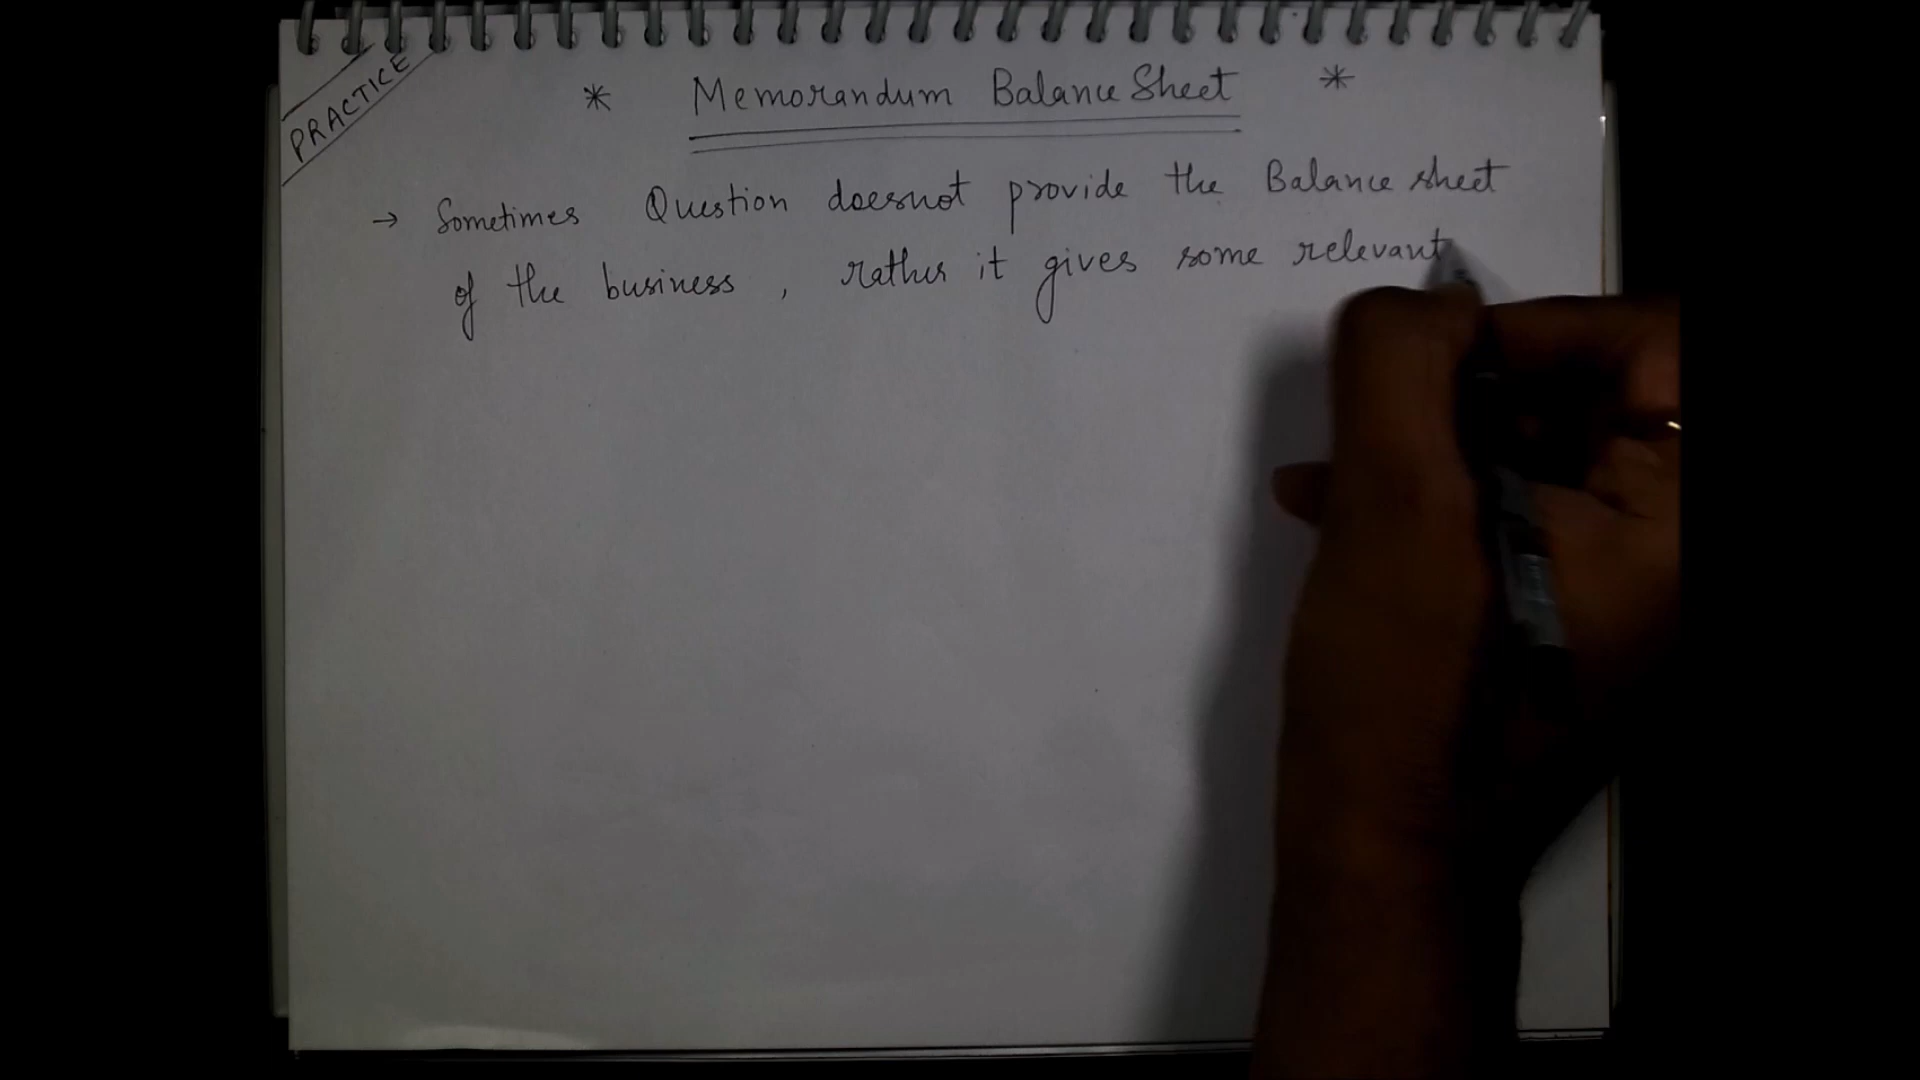 PRACTICE
* Memorandum Balance Sheet *
→ Sometimes Question doesnot provide the Balance sheet
of the business , rather it gives some relevant